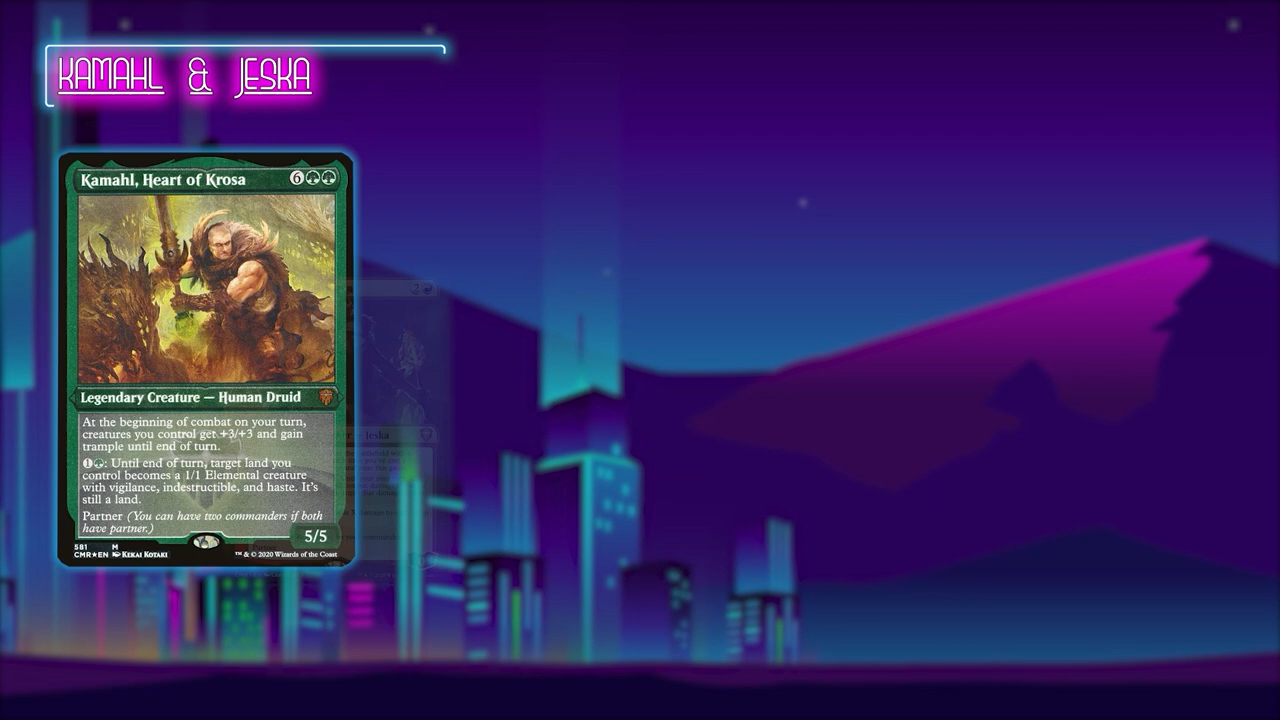 KAMAHL & JESKA
Kamahl, Heart of Krosa 6
Legendary Creature — Human Druid
At the beginning of combat on your turn,
creatures you control get +3/+3 and gain
trample until end of turn.
1: Until end of turn, target land you
control becomes a 1/1 Elemental creature
with vigilance, indestructible, and haste. It's
still a land.
Partner (You can have two commanders if both
have partner.)
5/5
581 M
CMR★EN KEKAI KOTAKI ™ & © 2020 Wizards of the Coast
2
Jeska